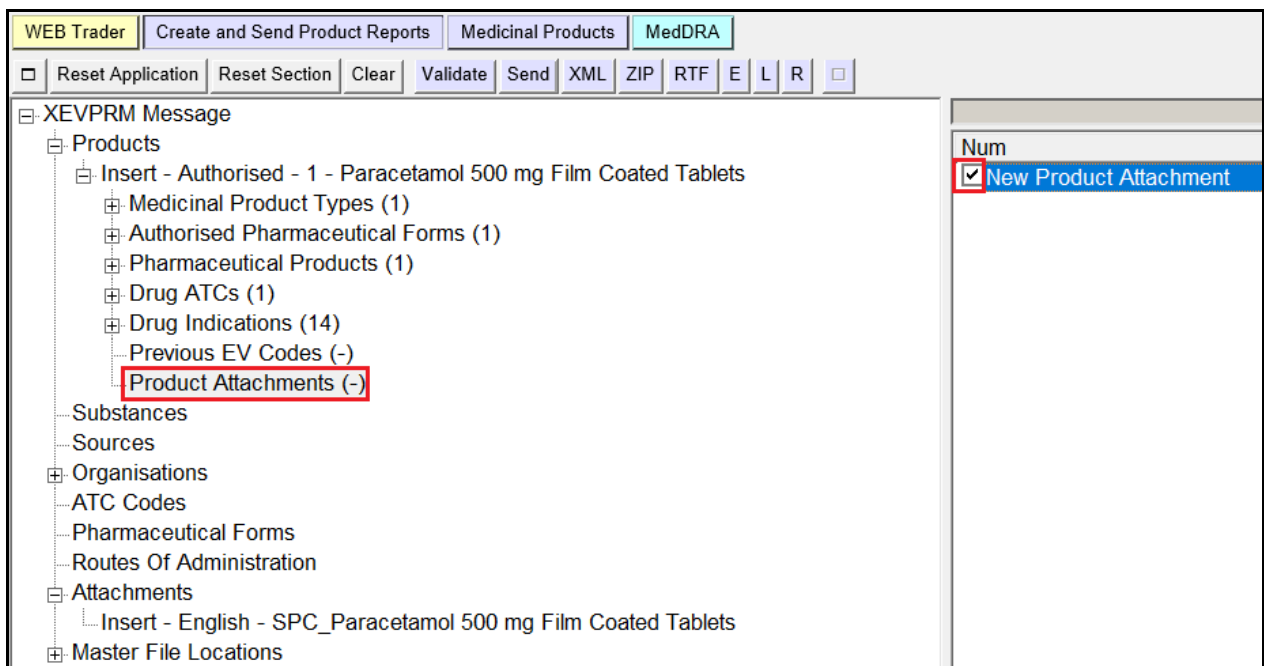 WEB Trader Create and Send Product Reports Medicinal Products MedDRA
Reset Application Reset Section Clear Validate Send XML ZIP RTF E L R
XEVPRM Message
Products
Insert - Authorised - 1 - Paracetamol 500 mg Film Coated Tablets
Medicinal Product Types (1)
Authorised Pharmaceutical Forms (1)
Pharmaceutical Products (1)
Drug ATCs (1)
Drug Indications (14)
Previous EV Codes (-)
Product Attachments (-)
Substances
Sources
Organisations
ATC Codes
Pharmaceutical Forms
Routes Of Administration
Attachments
Insert - English - SPC_Paracetamol 500 mg Film Coated Tablets
Master File Locations
Num
New Product Attachment